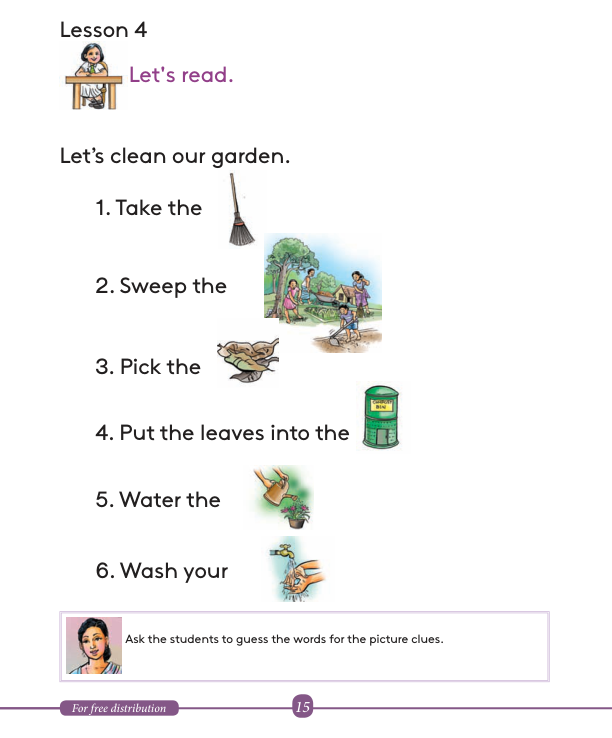 Lesson 4
Let's read.
Let's clean our garden.
1. Take the
2. Sweep the
3. Pick the
COMPOST
BIN
4. Put the leaves into the
5. Water the
6. Wash your
Ask the students to guess the words for the picture clues.
For free distribution
15